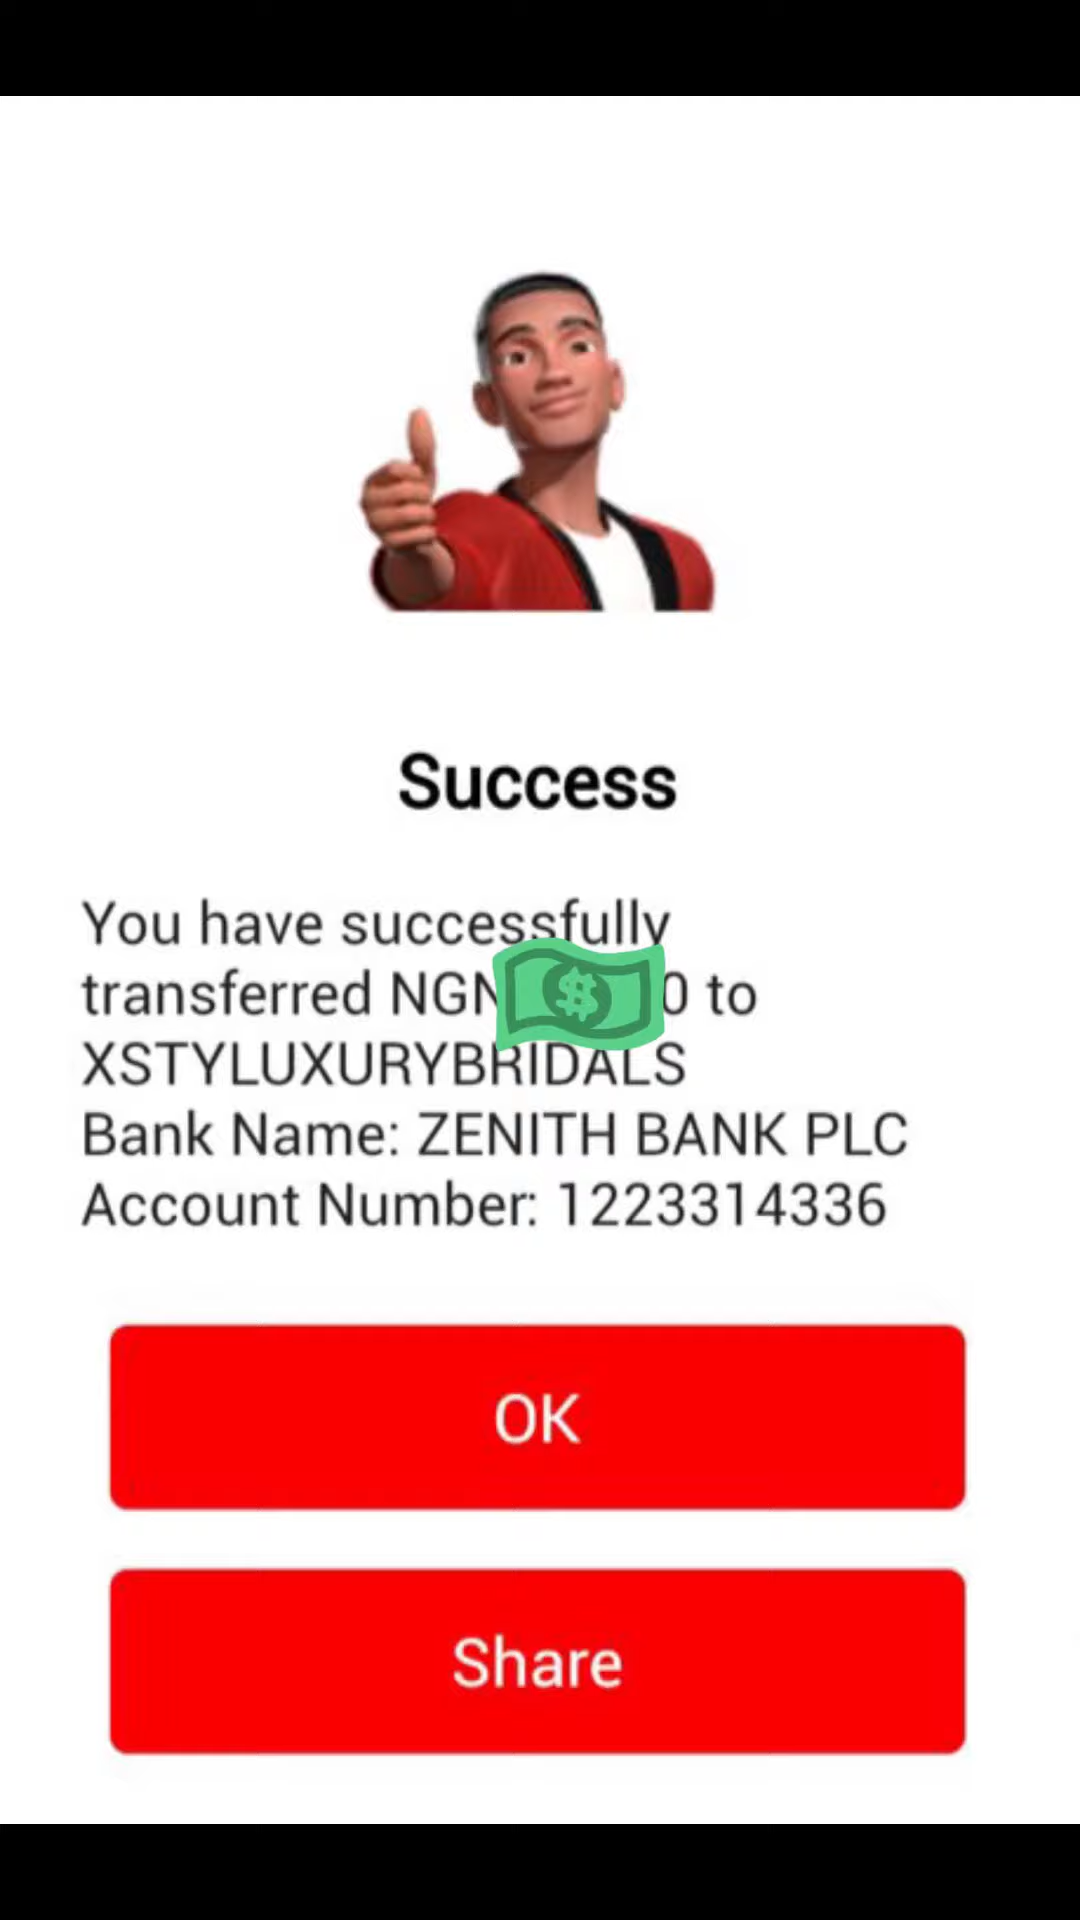 Success
You have successfully
transferred NGN 0 to
XSTYLUXURYBRIDALS
Bank Name: ZENITH BANK PLC
Account Number: 1223314336
OK
Share